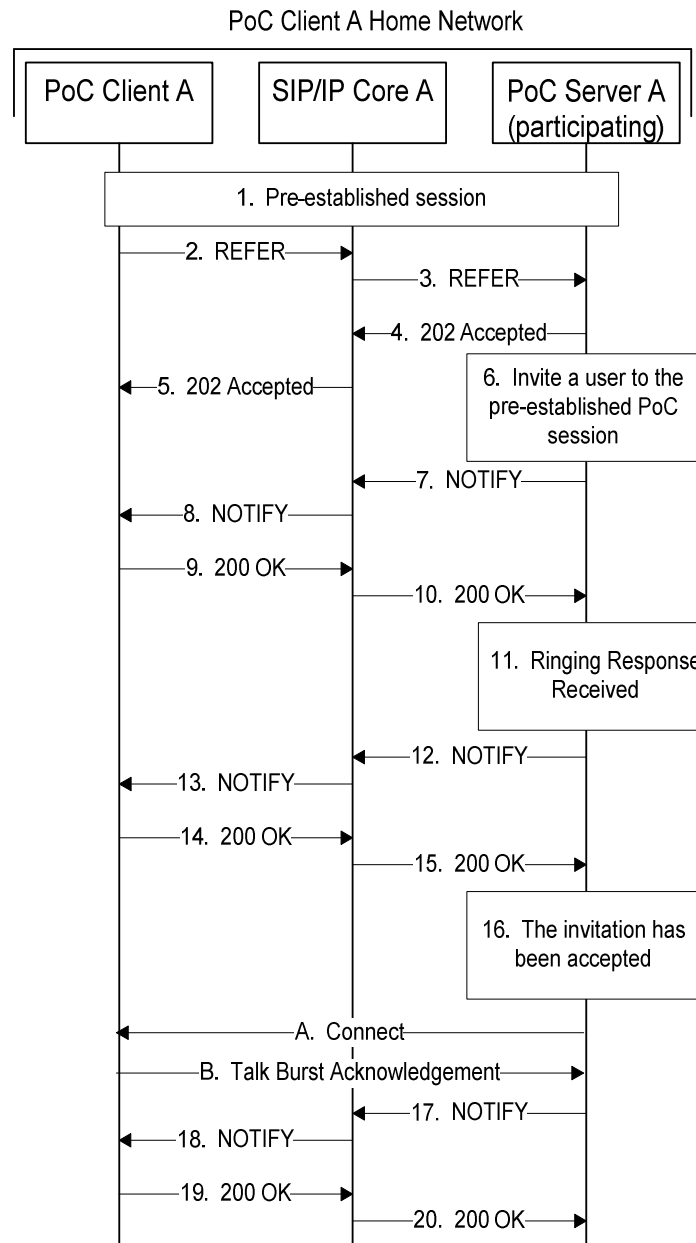 PoC Client A Home Network
PoC Client A
SIP/IP Core A
PoC Server A
(participating)
1. Pre-established session
2. REFER
3. REFER
4. 202 Accepted
5. 202 Accepted
6. Invite a user to the
pre-established PoC
session
7. NOTIFY
8. NOTIFY
9. 200 OK
10. 200 OK
11. Ringing Response
Received
12. NOTIFY
13. NOTIFY
14. 200 OK
15. 200 OK
16. The invitation has
been accepted
A. Connect
B. Talk Burst Acknowledgement
17. NOTIFY
18. NOTIFY
19. 200 OK
20. 200 OK